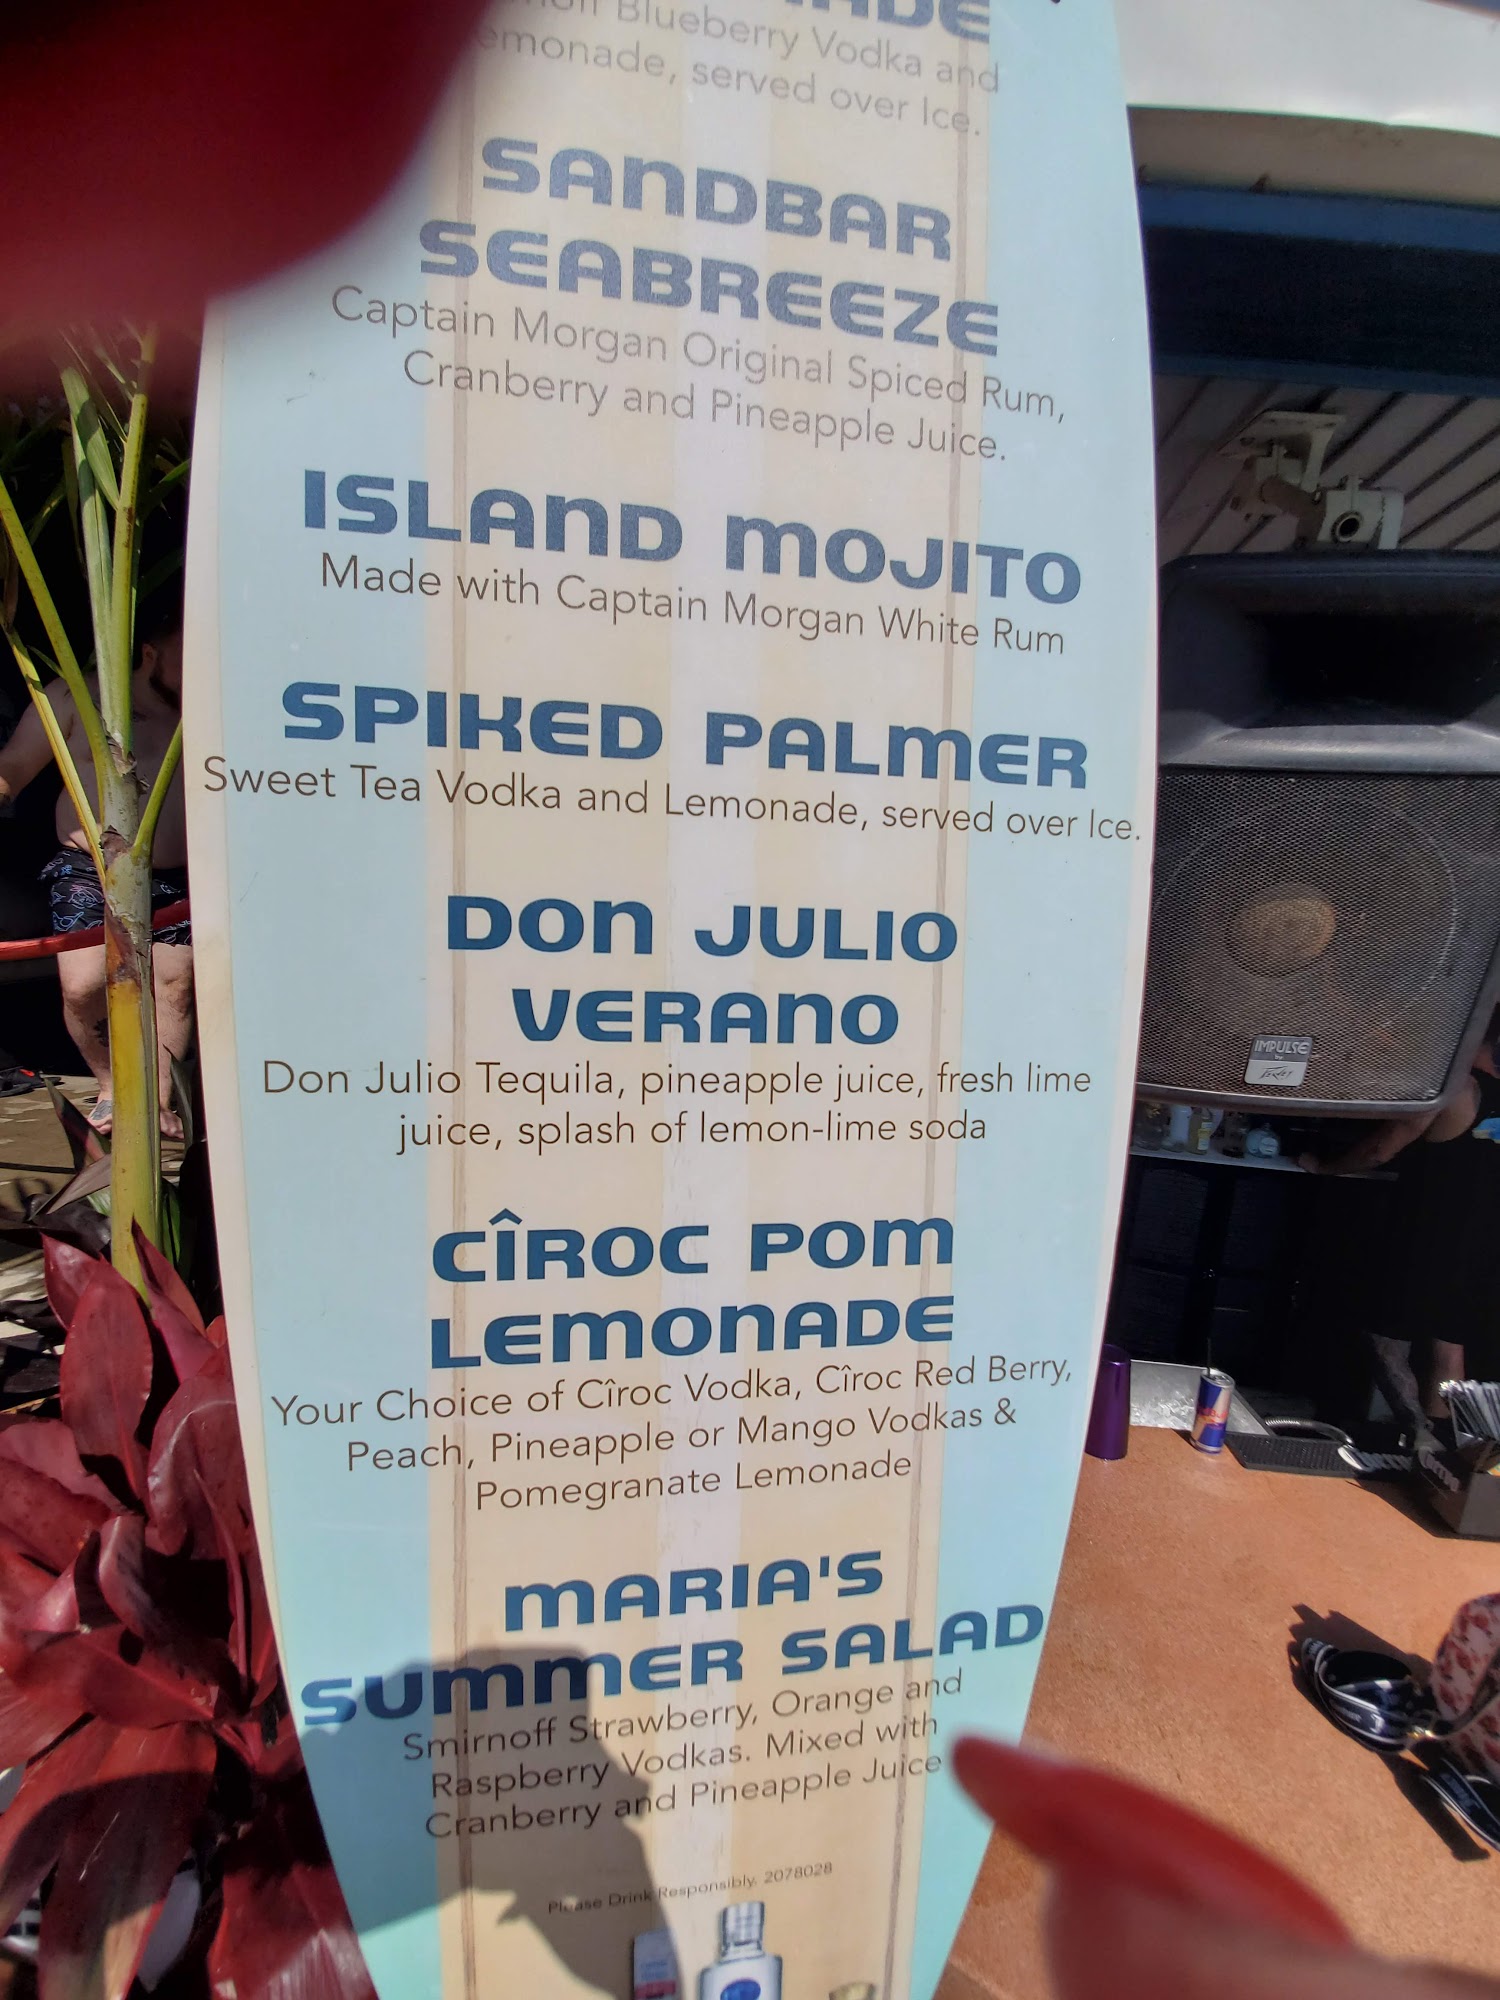 Blueberry Vodka and
served over Ice.
SANDBAR
SEABREEZE
Captain Morgan Original Spiced Rum,
Cranberry and Pineapple Juice.
ISLAND MOJITO
Made with Captain Morgan White Rum
SPIKED PALMER
Sweet Tea Vodka and Lemonade, served over Ice.
DON JULIO
VERANO
Don Julio Tequila, pineapple juice, fresh lime
juice, splash of lemon-lime soda
CÎROC POM
LEMONADE
Your Choice of Cîroc Vodka, Cîroc Red Berry,
Peach, Pineapple or Mango Vodkas &
Pomegranate Lemonade
MARIA'S
SUMMER SALAD
Smirnoff Strawberry, Orange and
Raspberry Vodkas. Mixed with
Cranberry and Pineapple Juice
Please Drink Responsibly. 2078028
IMPULSE
by
PEAVEY